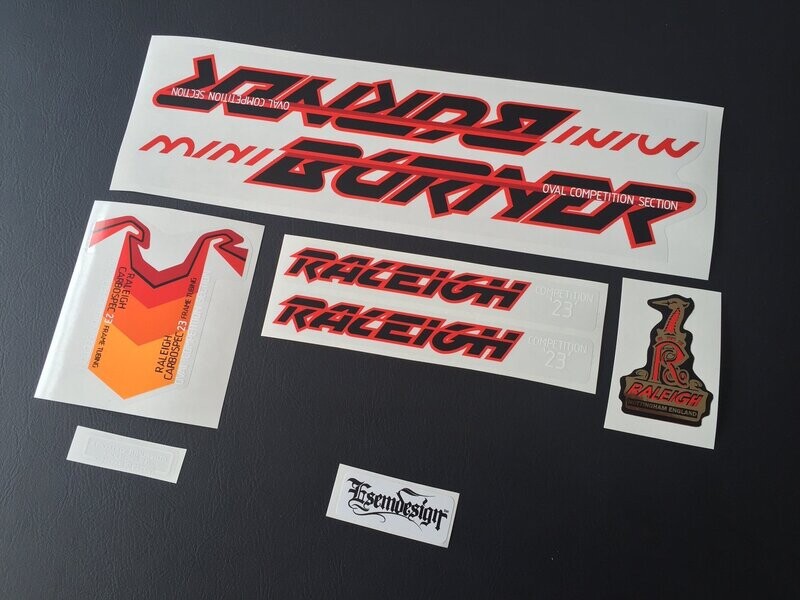 BURNER
OVAL COMPETITION SECTION
MINI
MINI
BURNER
OVAL COMPETITION SECTION
RALEIGH
CARBOSPEC 23 FRAME TUBING
RALEIGH
CARBOSPEC 23 FRAME TUBING
RALEIGH
COMPETITION
23"
RALEIGH
COMPETITION
23"
R
RALEIGH
NOTTINGHAM ENGLAND
Esemdesign